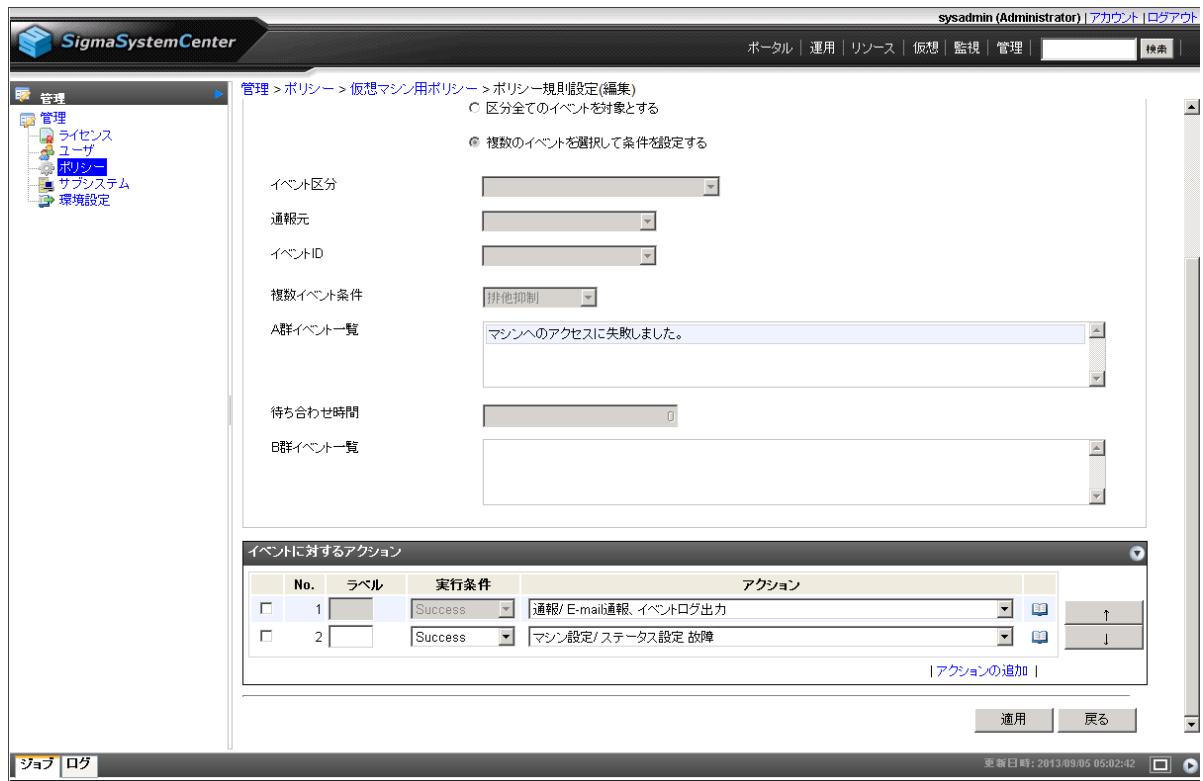 sysadmin (Administrator) | アカウント | ログアウト
SigmaSystemCenter
ポータル | 運用 | リソース | 仮想 | 監視 | 管理 | 検索 |
管理
管理
ライセンス
ユーザ
ポリシー
サブシステム
環境設定
管理 > ポリシー > 仮想マシン用ポリシー > ポリシー規則設定(編集)
区分全てのイベントを対象とする
複数のイベントを選択して条件を設定する
イベント区分
通報元
イベントID
複数イベント条件 排他抑制
A群イベント一覧 マシンへのアクセスに失敗しました。
待ち合わせ時間 0
B群イベント一覧
イベントに対するアクション
No. ラベル 実行条件 アクション
1 Success 通報/ E-mail通報、イベントログ出力
2 Success マシン設定/ ステータス設定 故障
↑
↓
| アクションの追加 |
適用 戻る
ジョブ ログ 更新日時: 2013/09/05 05:02:42